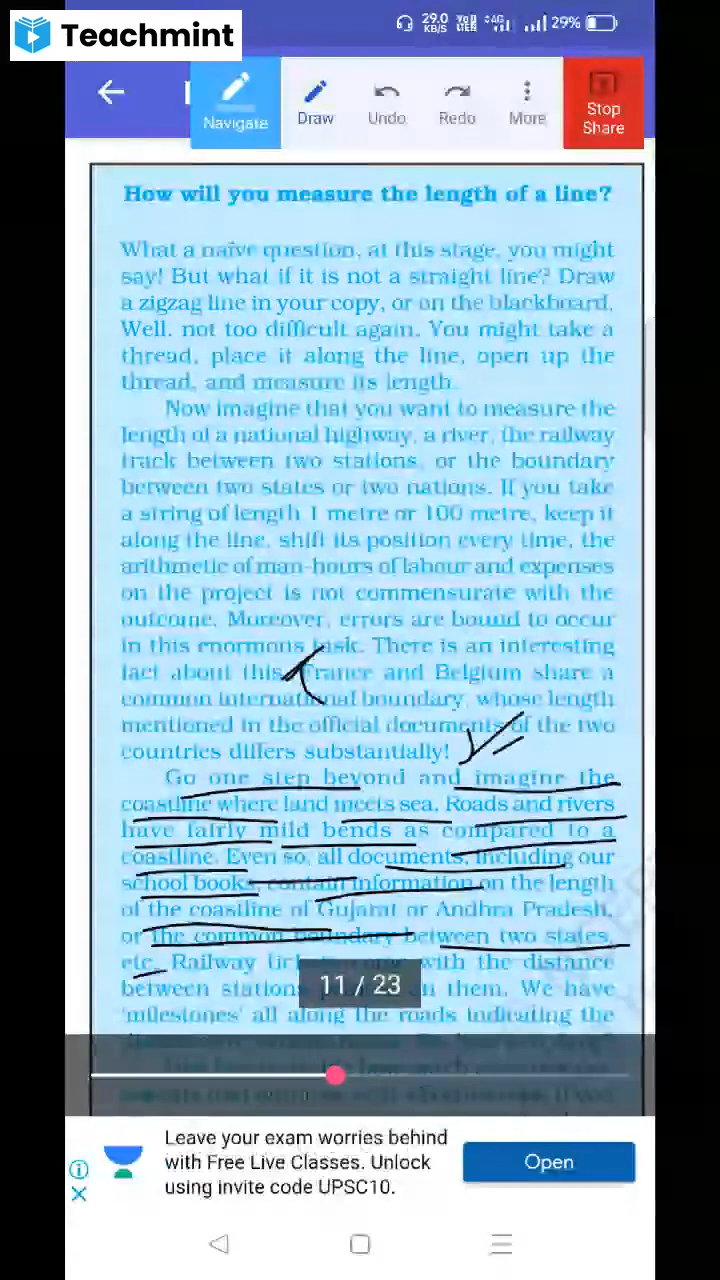 Teachmint
29.0
KB/S
Vo
LTE
4G
29%
Navigate
Draw
Undo
Redo
More
Stop
Share
How will you measure the length of a line?
What a naïve question, at this stage, you might
say! But what if it is not a straight line? Draw
a zigzag line in your copy, or on the blackboard.
Well, not too difficult again. You might take a
thread, place it along the line, open up the
thread, and measure its length.
Now imagine that you want to measure the
length of a national highway, a river, the railway
track between two stations, or the boundary
between two states or two nations. If you take
a string of length 1 metre or 100 metre, keep it
along the line, shift its position every time, the
arithmetic of man-hours of labour and expenses
on the project is not commensurate with the
outcome. Moreover, errors are bound to occur
in this enormous task. There is an interesting
fact about this. France and Belgium share a
common international boundary, whose length
mentioned in the official documents of the two
countries differs substantially!
Go one step beyond and imagine the
coastline where land meets sea. Roads and rivers
have fairly mild bends as compared to a
coastline. Even so, all documents, including our
school books, contain information on the length
of the coastline of Gujarat or Andhra Pradesh,
or the common boundary between two states,
etc. Railway come with the distance
between stations on them. We have
'milestones' all along the roads indicating the
11 / 23
Leave your exam worries behind
with Free Live Classes. Unlock
using invite code UPSC10.
Open